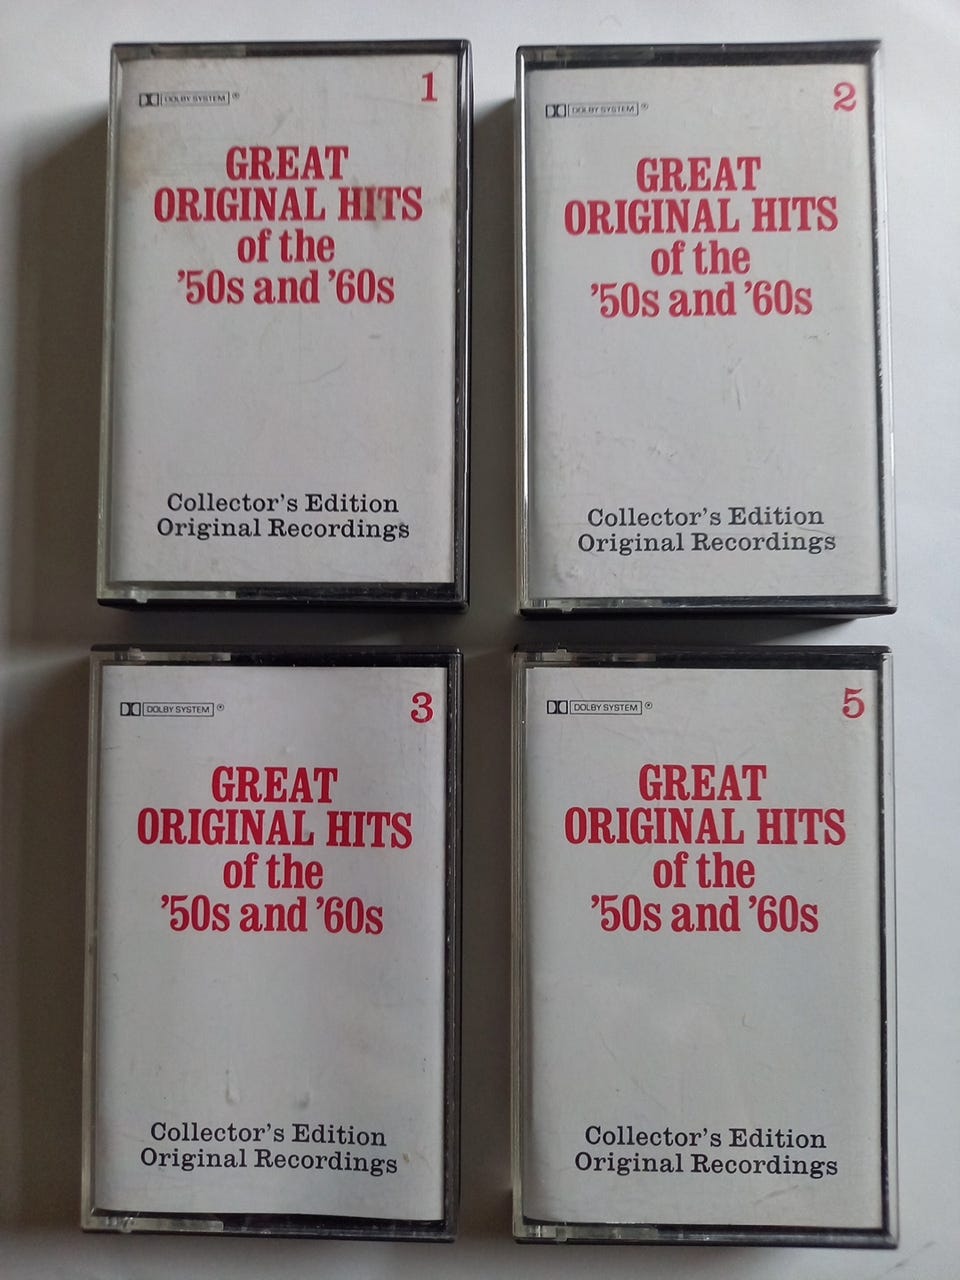 DOLBY SYSTEM ®
1
GREAT
ORIGINAL HITS
of the
'50s and '60s
Collector's Edition
Original Recordings
DOLBY SYSTEM ®
2
GREAT
ORIGINAL HITS
of the
'50s and '60s
Collector's Edition
Original Recordings
DOLBY SYSTEM ®
3
GREAT
ORIGINAL HITS
of the
'50s and '60s
Collector's Edition
Original Recordings
DOLBY SYSTEM ®
5
GREAT
ORIGINAL HITS
of the
'50s and '60s
Collector's Edition
Original Recordings